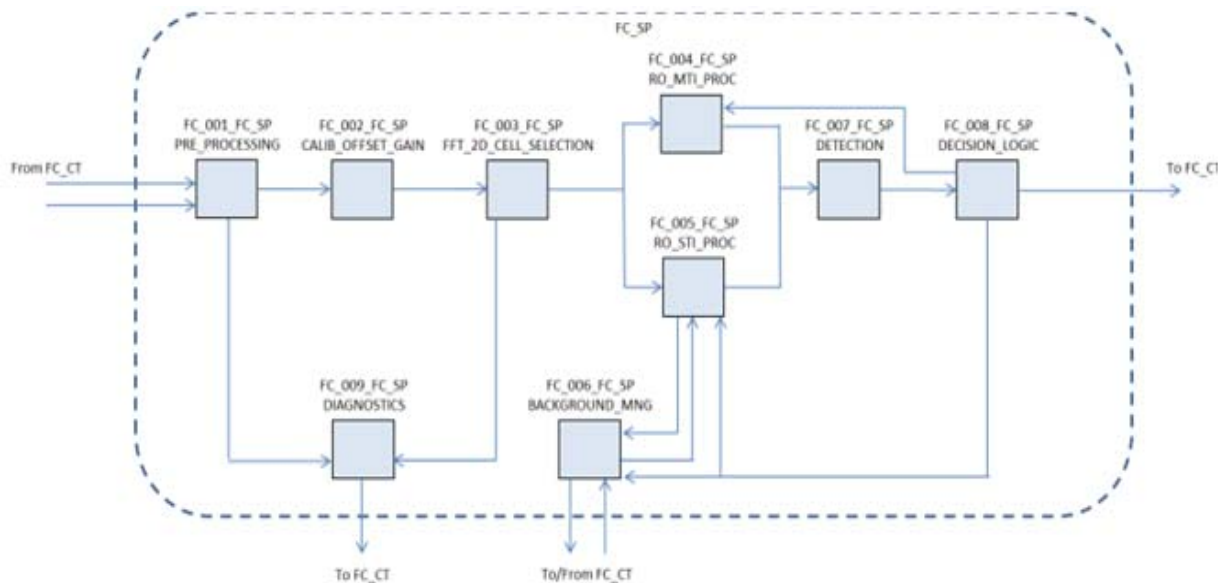 FC_SP
FC_004_FC_SP
RO_MTI_PROC
FC_001_FC_SP
PRE_PROCESSING
FC_002_FC_SP
CALIB_OFFSET_GAIN
FC_003_FC_SP
FFT_2D_CELL_SELECTION
FC_007_FC_SP
DETECTION
FC_008_FC_SP
DECISION_LOGIC
From FC_CT
To FC_CT
FC_005_FC_SP
RO_STI_PROC
FC_009_FC_SP
DIAGNOSTICS
FC_006_FC_SP
BACKGROUND_MNG
To FC_CT
To/From FC_CT